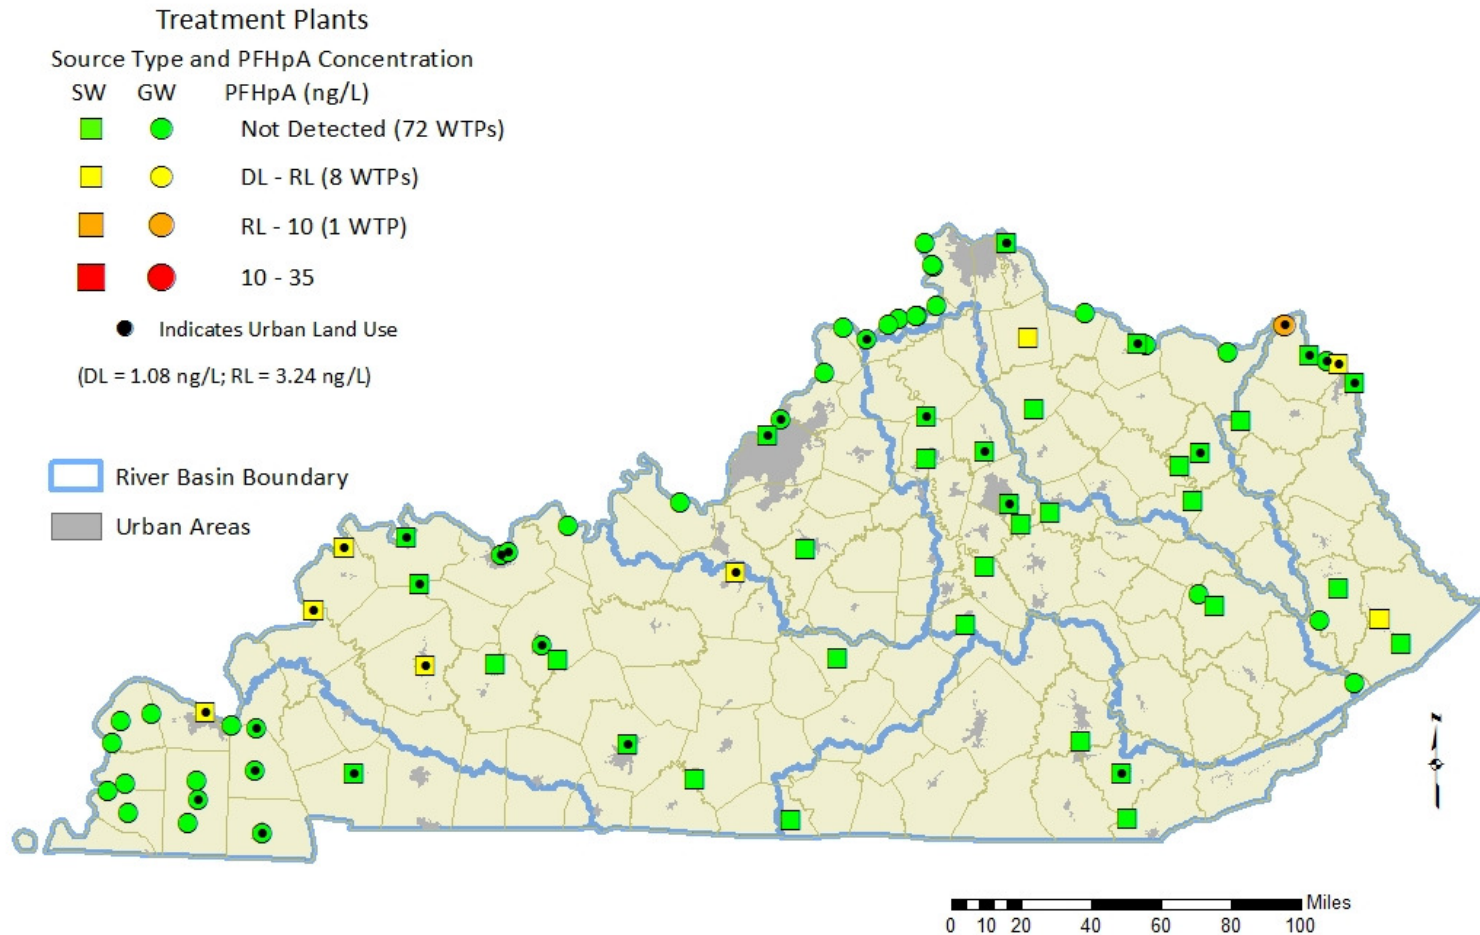 Treatment Plants
Source Type and PFHpA Concentration
SW GW PFHpA (ng/L)
Not Detected (72 WTPs)
DL - RL (8 WTPs)
RL - 10 (1 WTP)
10 - 35
Indicates Urban Land Use
(DL = 1.08 ng/L; RL = 3.24 ng/L)
River Basin Boundary
Urban Areas
N
Miles
0 10 20 40 60 80 100